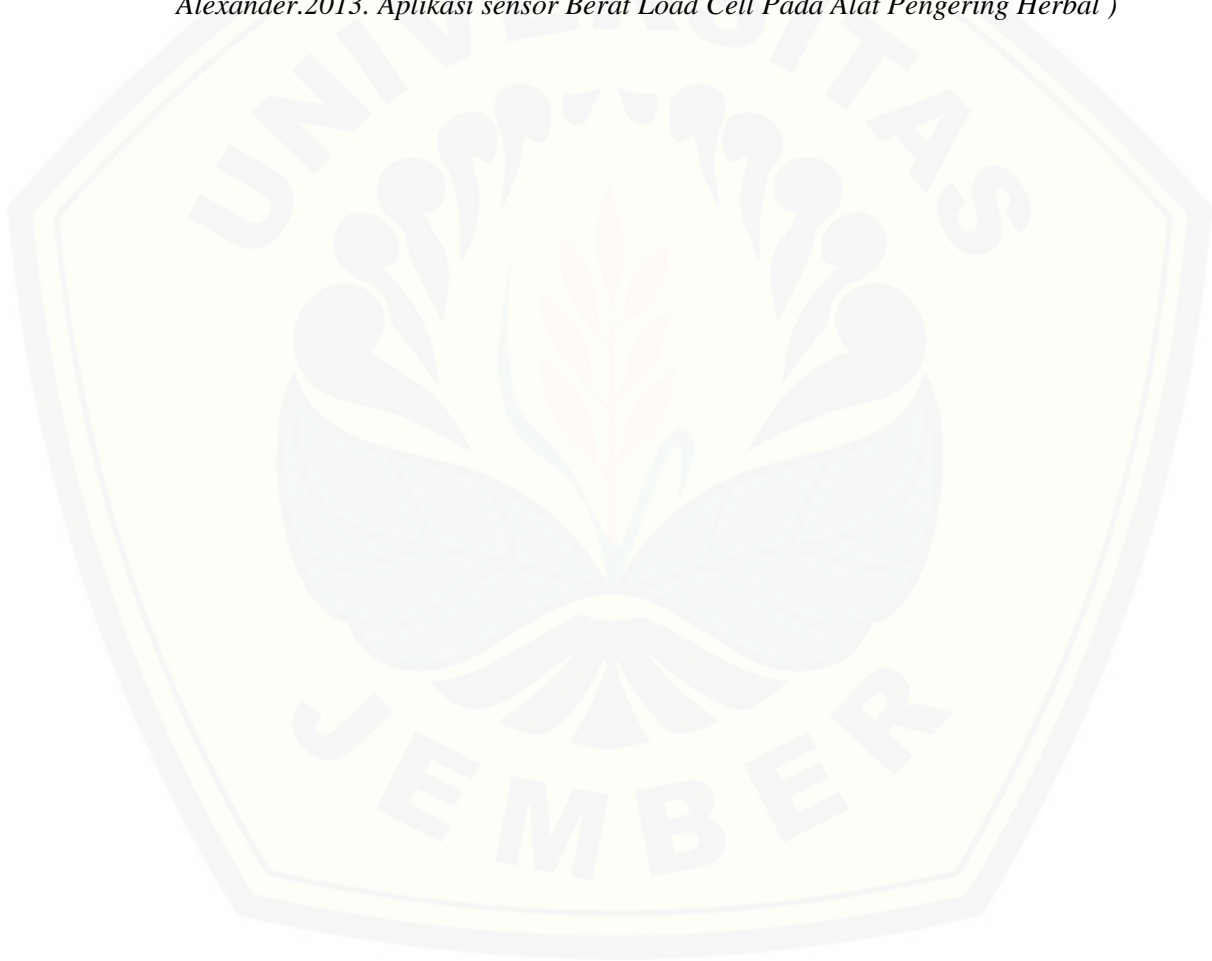 Alexander.2013. Aplikasi sensor Berat Load Cell Pada Alat Pengering Herbal )
UNIVERSITAS
JEMBER